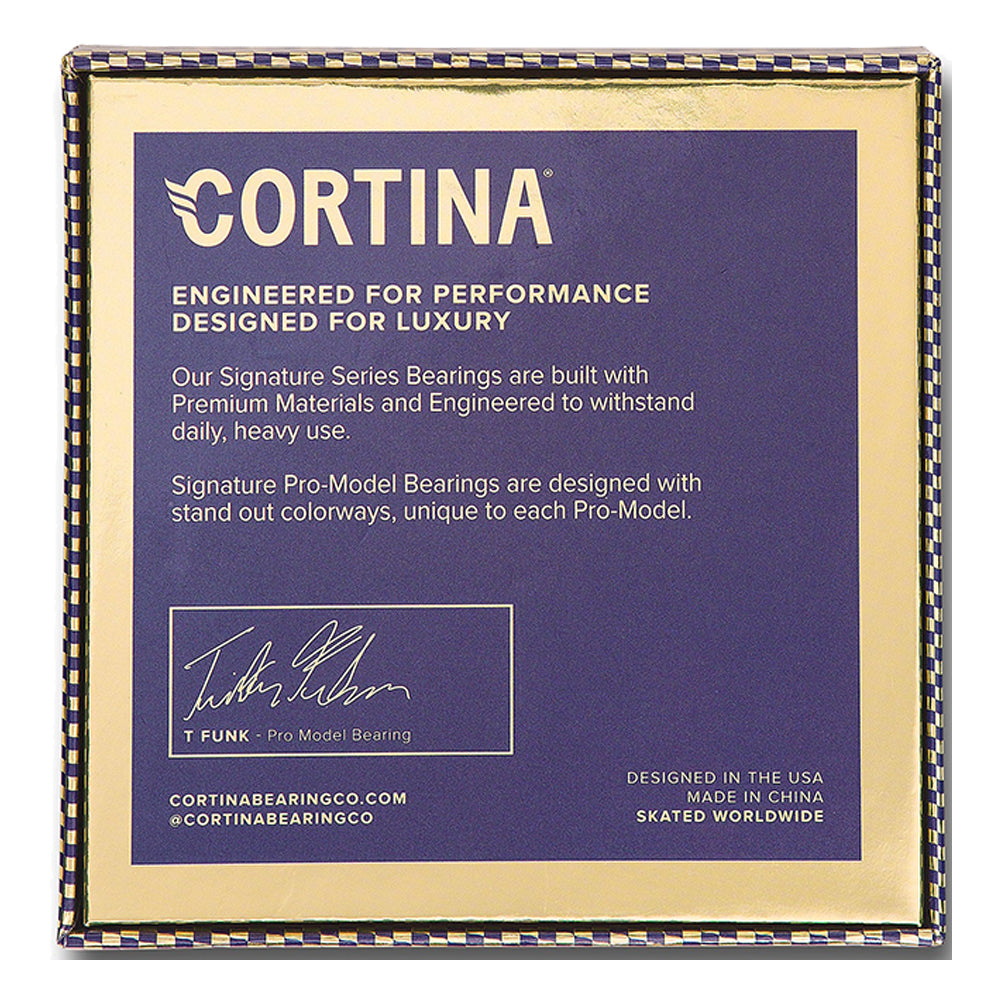 CORTINA®
ENGINEERED FOR PERFORMANCE
DESIGNED FOR LUXURY
Our Signature Series Bearings are built with
Premium Materials and Engineered to withstand
daily, heavy use.
Signature Pro-Model Bearings are designed with
stand out colorways, unique to each Pro-Model.
T FUNK - Pro Model Bearing
CORTINABEARINGCO.COM
@CORTINABEARINGCO
DESIGNED IN THE USA
MADE IN CHINA
SKATED WORLDWIDE